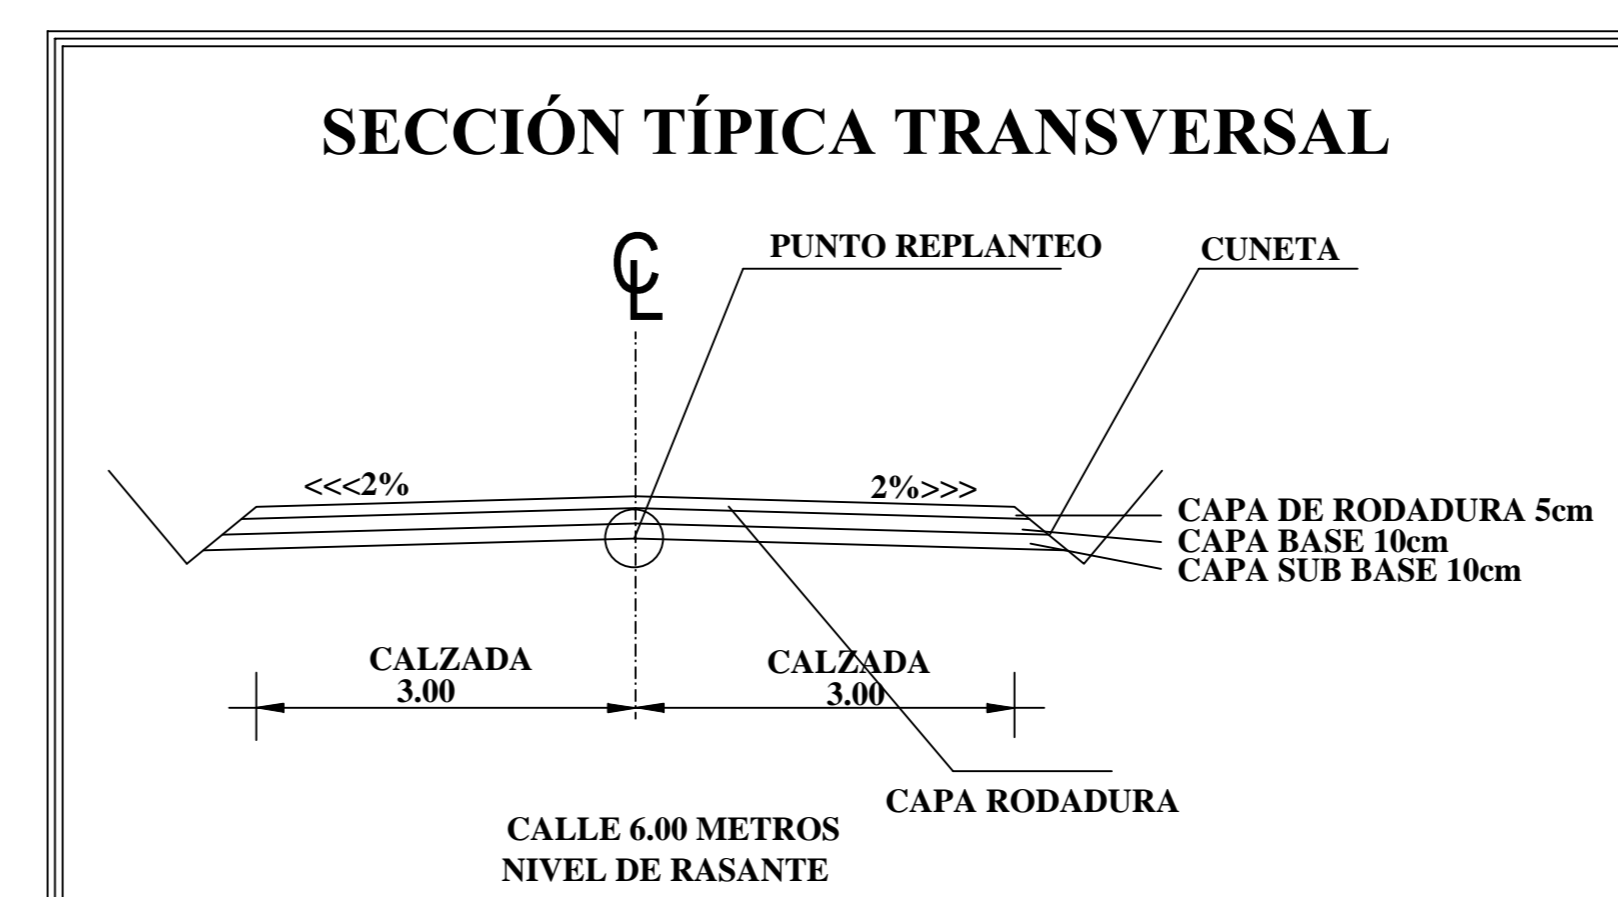 SECCIÓN TÍPICA TRANSVERSAL
CL
PUNTO REPLANTEO
CUNETA
<<<2%
2%>>>
CAPA DE RODADURA 5cm
CAPA BASE 10cm
CAPA SUB BASE 10cm
CALZADA
3.00
CALZADA
3.00
CAPA RODADURA
CALLE 6.00 METROS
NIVEL DE RASANTE